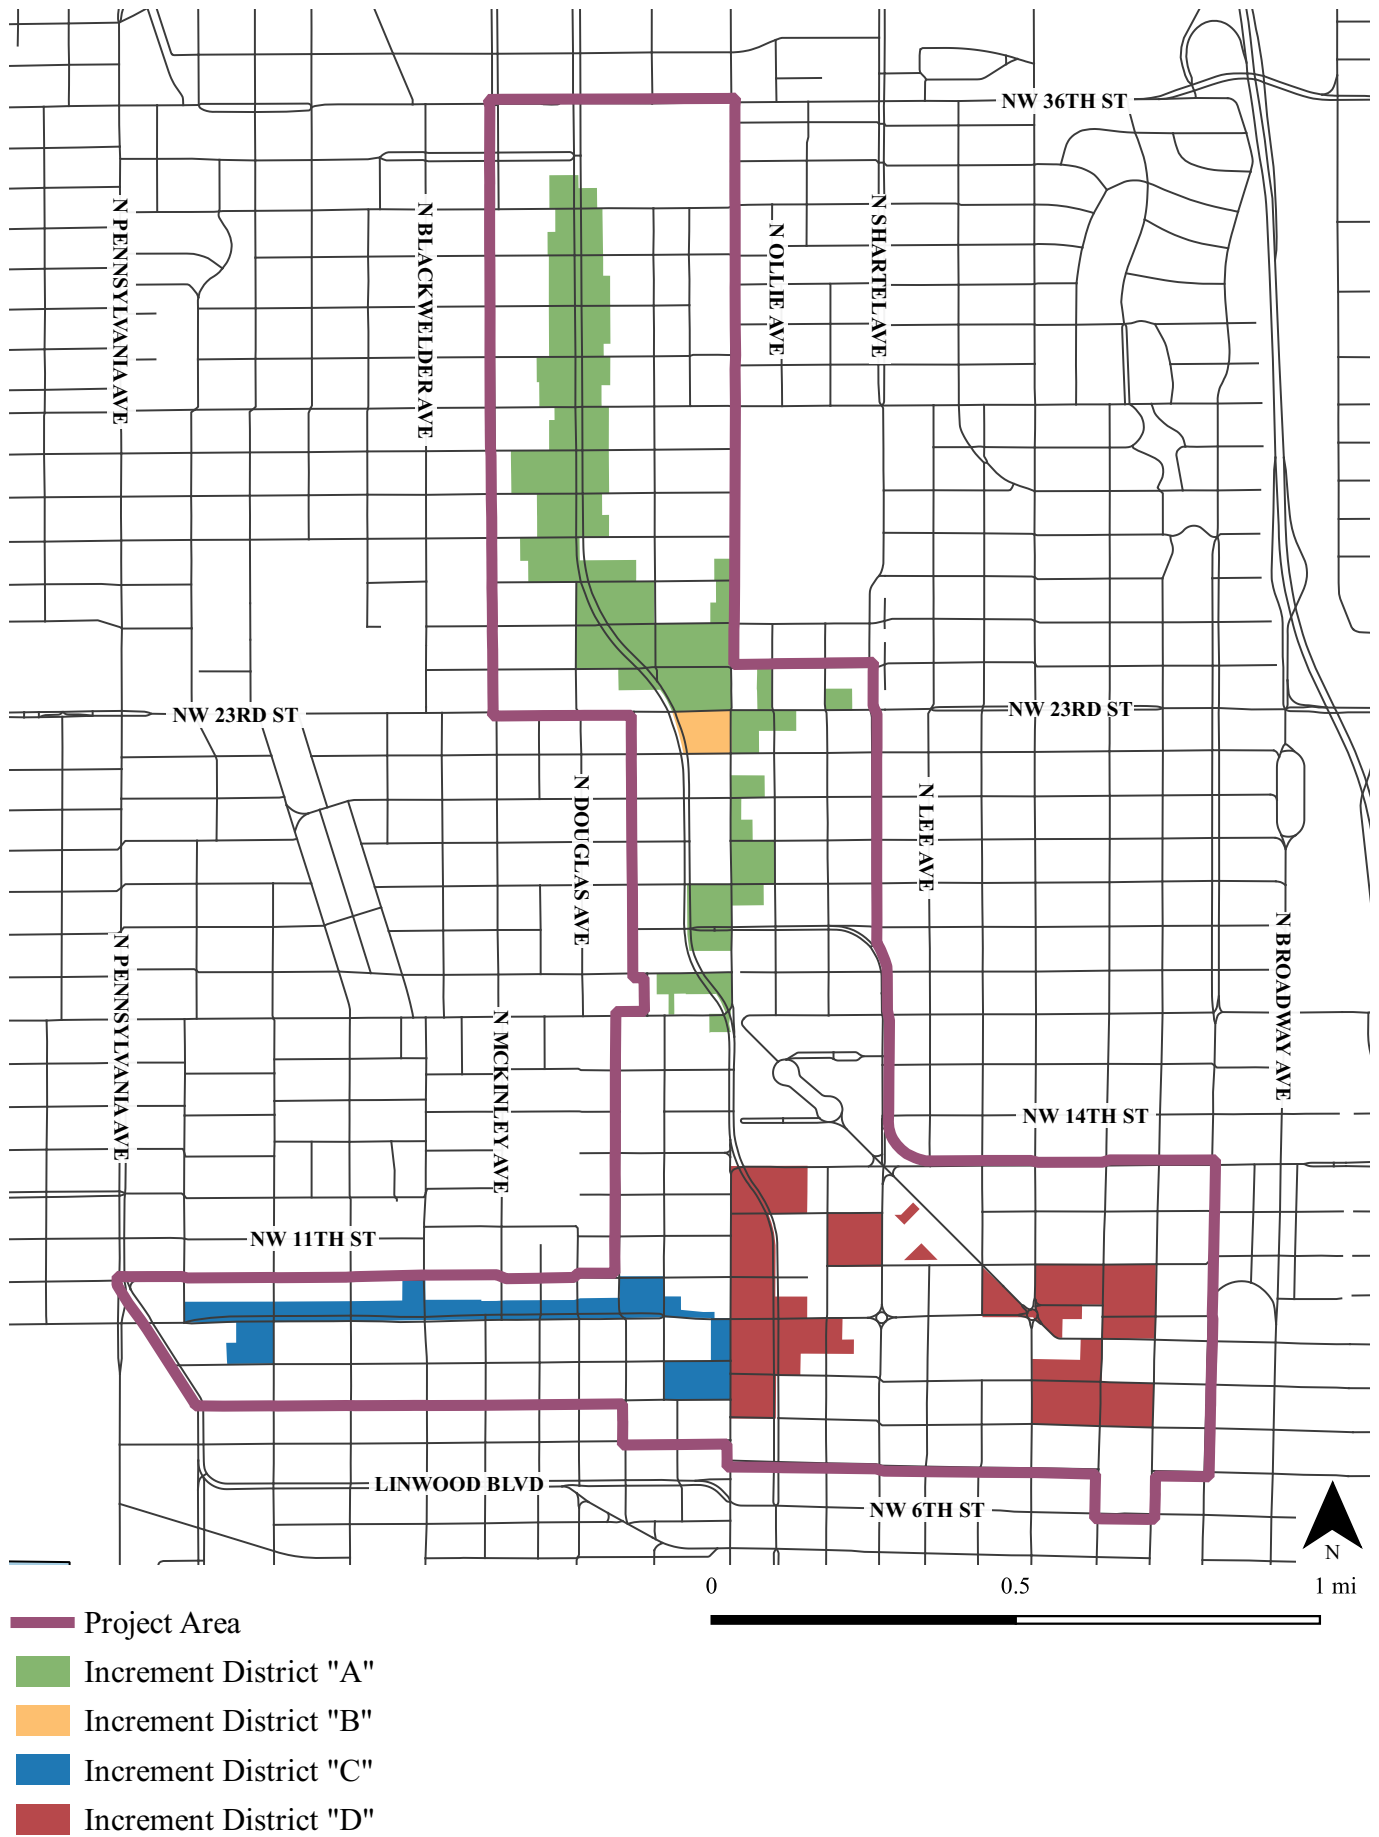 NW 36TH ST
N PENNSYLVANIA AVE
N BLACKWELDER AVE
N OLLIE AVE
N SHARTEL AVE
NW 23RD ST
NW 23RD ST
N DOUGLAS AVE
N LEE AVE
N PENNSYLVANIA AVE
N MCKINLEY AVE
N BROADWAY AVE
NW 14TH ST
NW 11TH ST
LINWOOD BLVD
NW 6TH ST
N
0 0.5 1 mi
Project Area
Increment District "A"
Increment District "B"
Increment District "C"
Increment District "D"